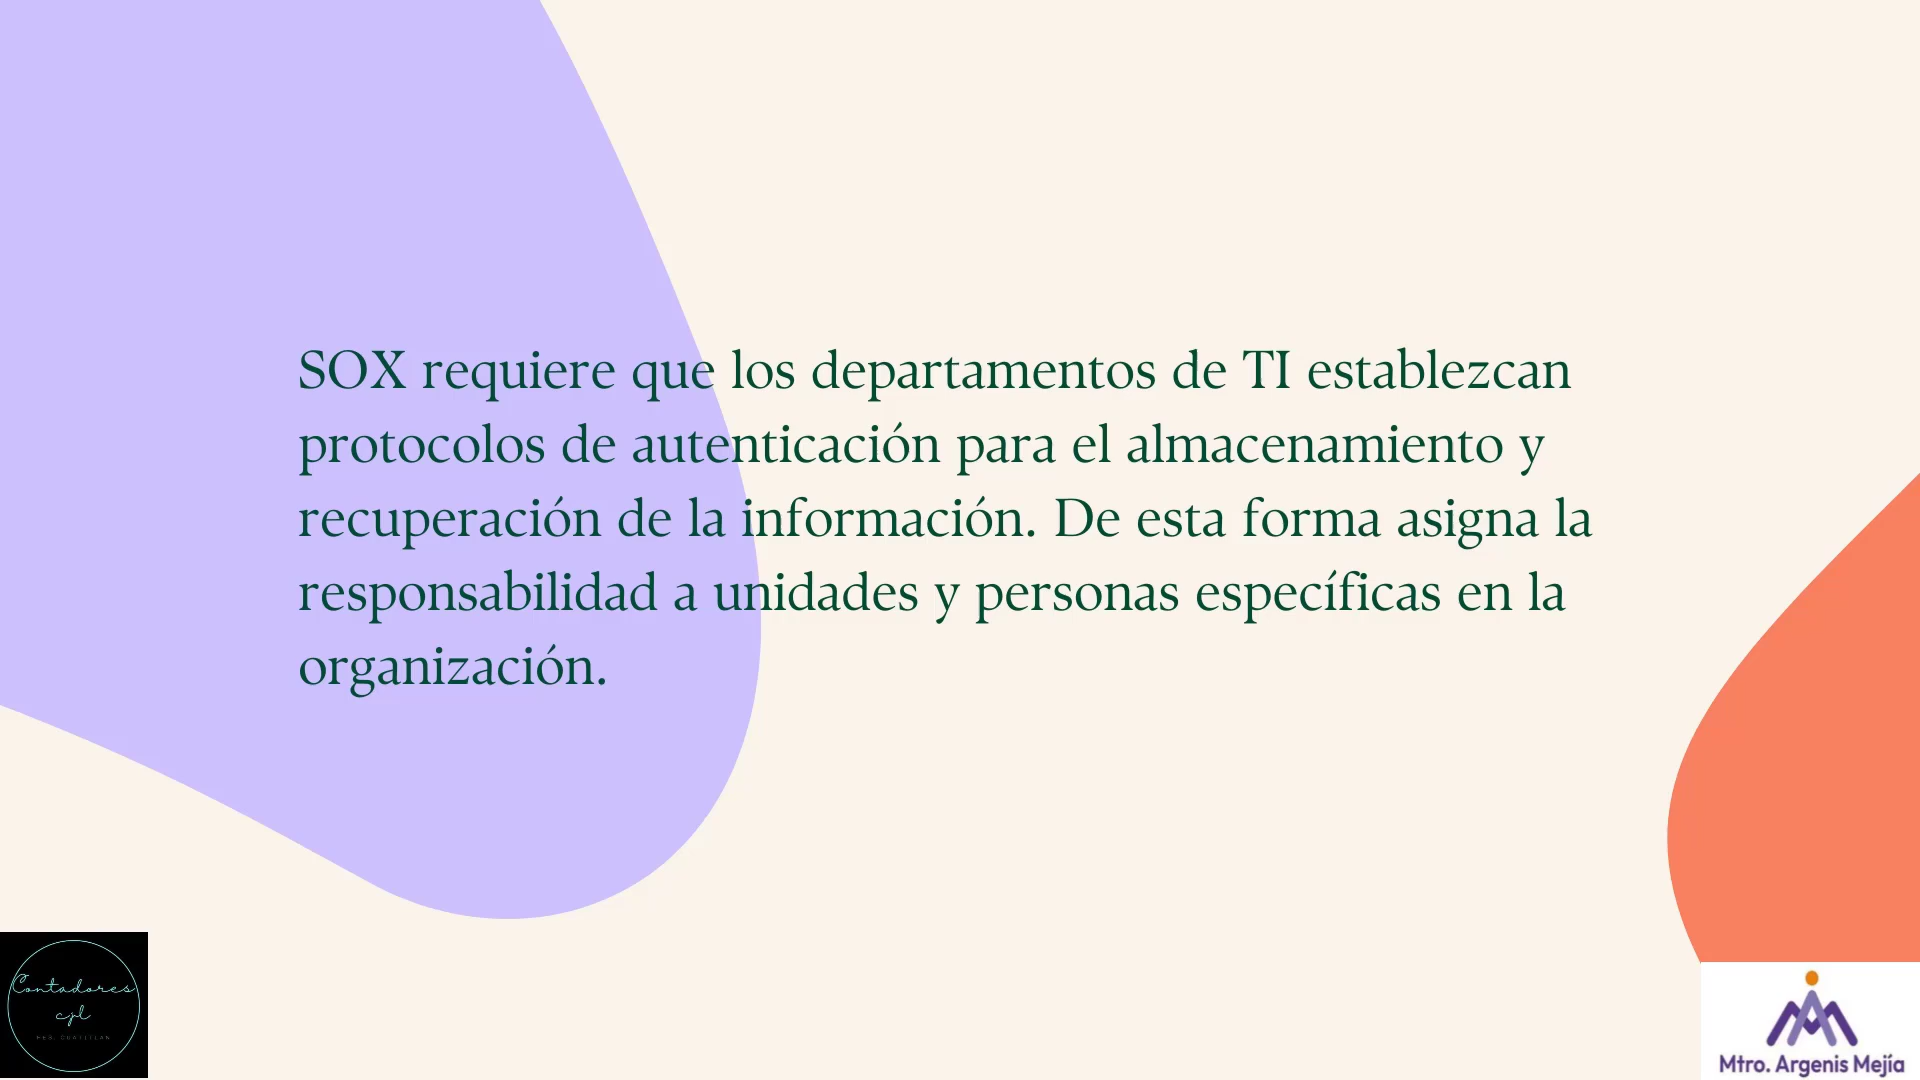 SOX requiere que los departamentos de TI establezcan
protocolos de autenticación para el almacenamiento y
recuperación de la información. De esta forma asigna la
responsabilidad a unidades y personas específicas en la
organización.
Contadores
cpl
Mtro. Argenis Mejía